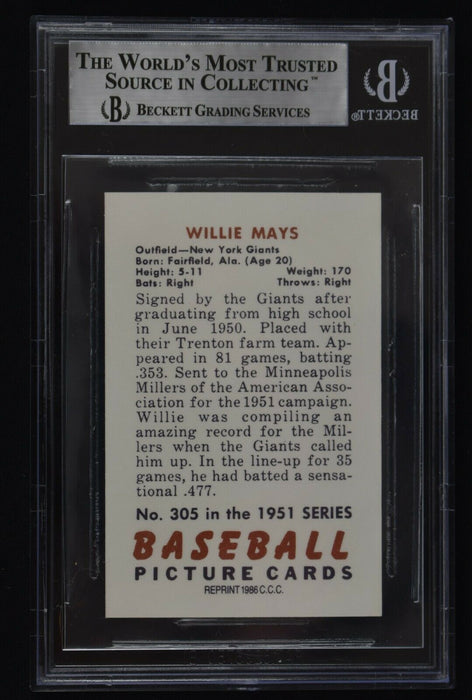 THE WORLD'S MOST TRUSTED
SOURCE IN COLLECTING™
B BECKETT GRADING SERVICES
B
BECKETT®
WILLIE MAYS
Outfield—New York Giants
Born: Fairfield, Ala. (Age 20)
Height: 5-11 Weight: 170
Bats: Right Throws: Right
Signed by the Giants after
graduating from high school
in June 1950. Placed with
their Trenton farm team. Ap-
peared in 81 games, batting
.353. Sent to the Minneapolis
Millers of the American Asso-
ciation for the 1951 campaign.
Willie was compiling an
amazing record for the Mil-
lers when the Giants called
him up. In the line-up for 35
games, he had batted a sensa-
tional .477.
No. 305 in the 1951 SERIES
BASEBALL
PICTURE CARDS
REPRINT 1986 C.C.C.